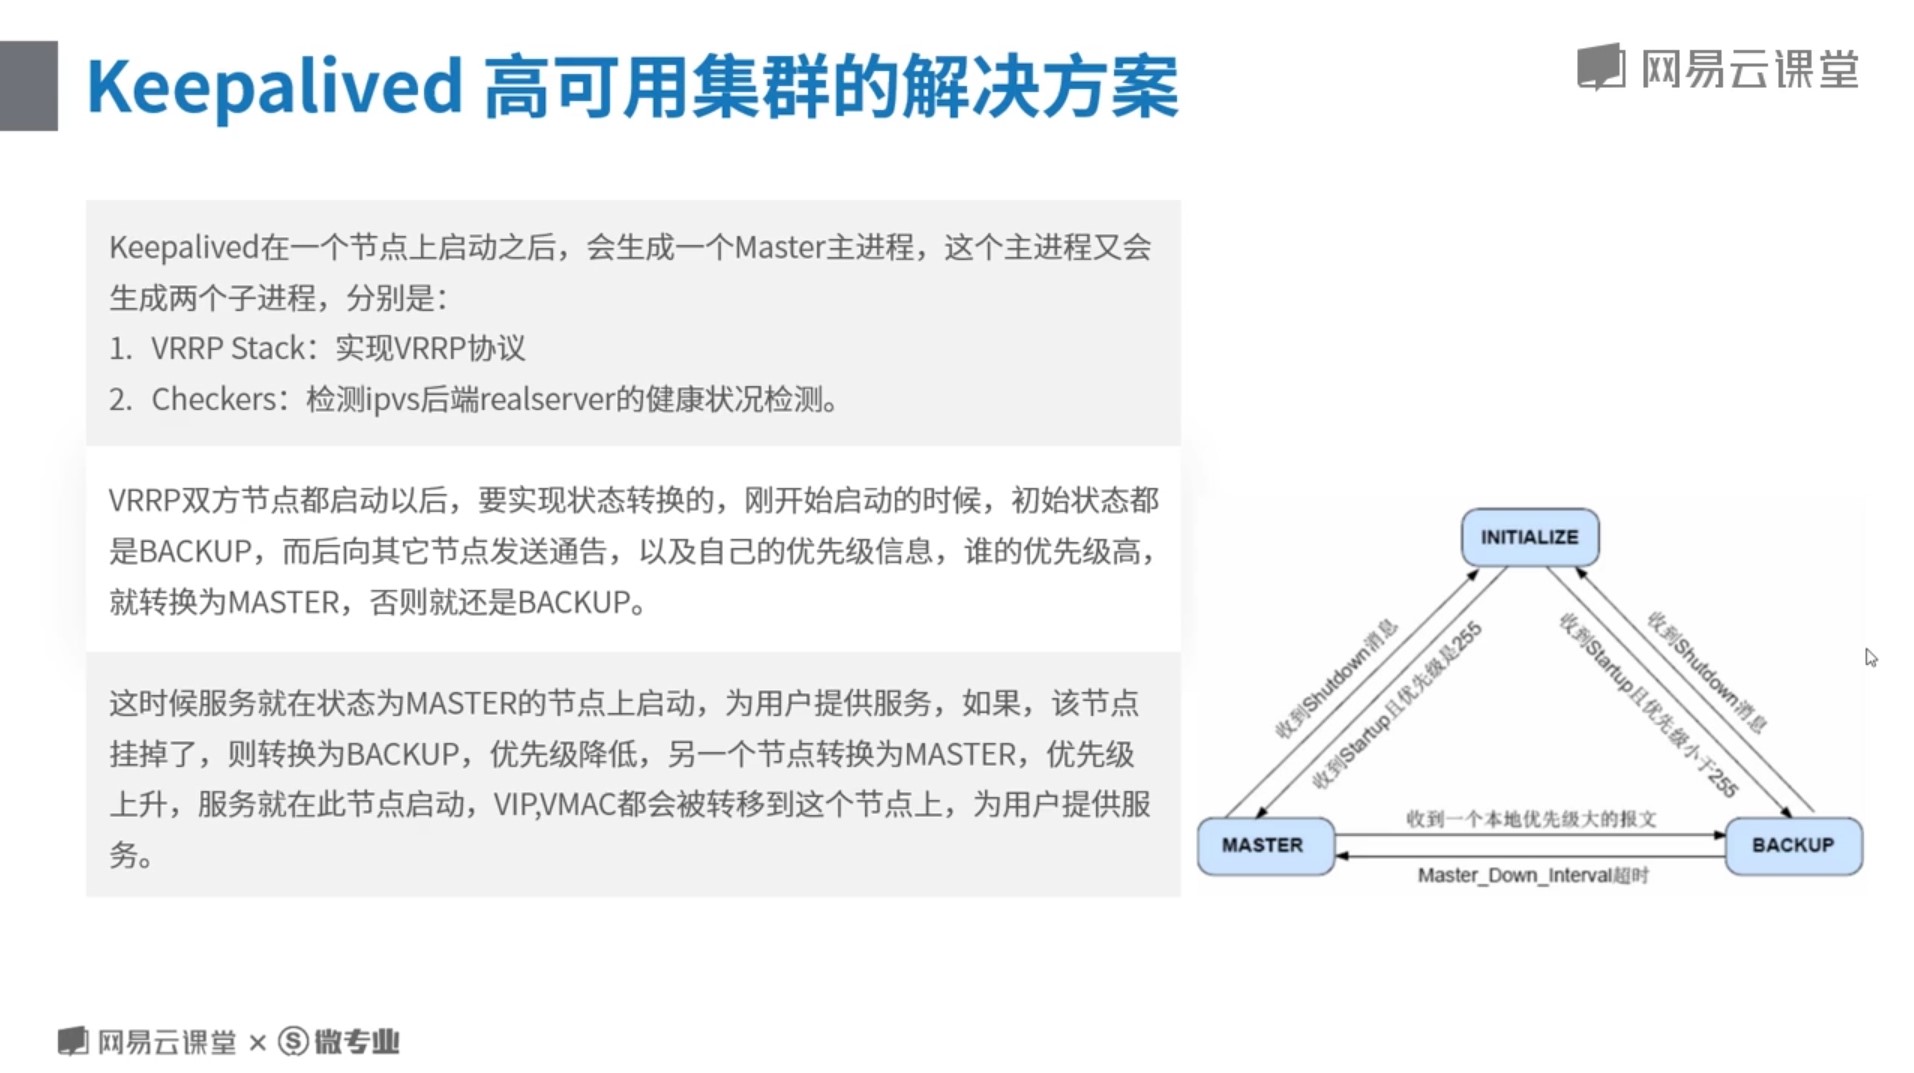 Keepalived 高可用集群的解决方案
网易云课堂
Keepalived在一个节点上启动之后，会生成一个Master主进程，这个主进程又会
生成两个子进程，分别是：
1. VRRP Stack：实现VRRP协议
2. Checkers：检测ipvs后端realserver的健康状况检测。
VRRP双方节点都启动以后，要实现状态转换的，刚开始启动的时候，初始状态都
是BACKUP，而后向其它节点发送通告，以及自己的优先级信息，谁的优先级高，
就转换为MASTER，否则就还是BACKUP。
这时候服务就在状态为MASTER的节点上启动，为用户提供服务，如果，该节点
挂掉了，则转换为BACKUP，优先级降低，另一个节点转换为MASTER，优先级
上升，服务就在此节点启动，VIP,VMAC都会被转移到这个节点上，为用户提供服
务。
INITIALIZE
收到Shutdown消息
收到Startup且优先级是255
收到Startup且优先级小于255
收到Shutdown消息
MASTER
收到一个本地优先级大的报文
Master_Down_Interval超时
BACKUP
网易云课堂 × 微专业